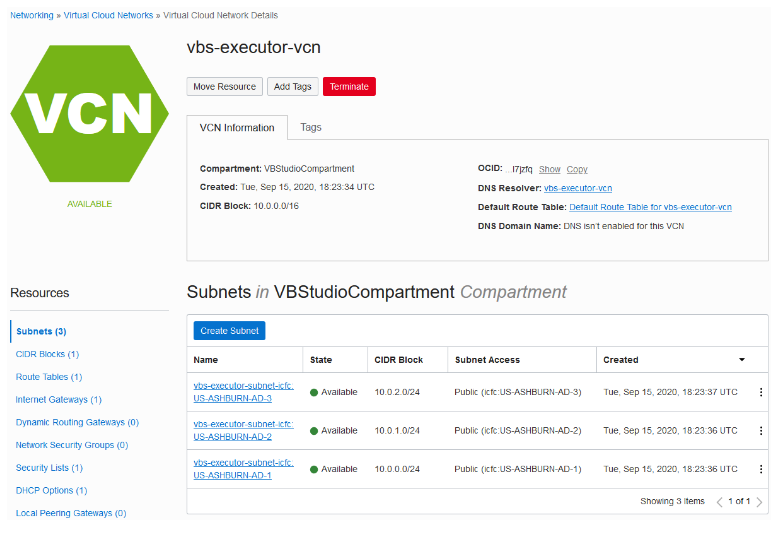 Networking » Virtual Cloud Networks » Virtual Cloud Network Details
VCN
AVAILABLE
vbs-executor-vcn
Move Resource Add Tags Terminate
VCN Information Tags
Compartment: VBStudioCompartment
Created: Tue, Sep 15, 2020, 18:23:34 UTC
CIDR Block: 10.0.0.0/16
OCID: ...l7jzfq Show Copy
DNS Resolver: vbs-executor-vcn
Default Route Table: Default Route Table for vbs-executor-vcn
DNS Domain Name: DNS isn't enabled for this VCN
Resources
Subnets (3)
CIDR Blocks (1)
Route Tables (1)
Internet Gateways (1)
Dynamic Routing Gateways (0)
Network Security Groups (0)
Security Lists (1)
DHCP Options (1)
Local Peering Gateways (0)
Subnets in VBStudioCompartment Compartment
Create Subnet
Name State CIDR Block Subnet Access Created
vbs-executor-subnet-icfc:
US-ASHBURN-AD-3
Available 10.0.2.0/24 Public (icfc:US-ASHBURN-AD-3) Tue, Sep 15, 2020, 18:23:37 UTC
vbs-executor-subnet-icfc:
US-ASHBURN-AD-2
Available 10.0.1.0/24 Public (icfc:US-ASHBURN-AD-2) Tue, Sep 15, 2020, 18:23:36 UTC
vbs-executor-subnet-icfc:
US-ASHBURN-AD-1
Available 10.0.0.0/24 Public (icfc:US-ASHBURN-AD-1) Tue, Sep 15, 2020, 18:23:36 UTC
Showing 3 Items 1 of 1